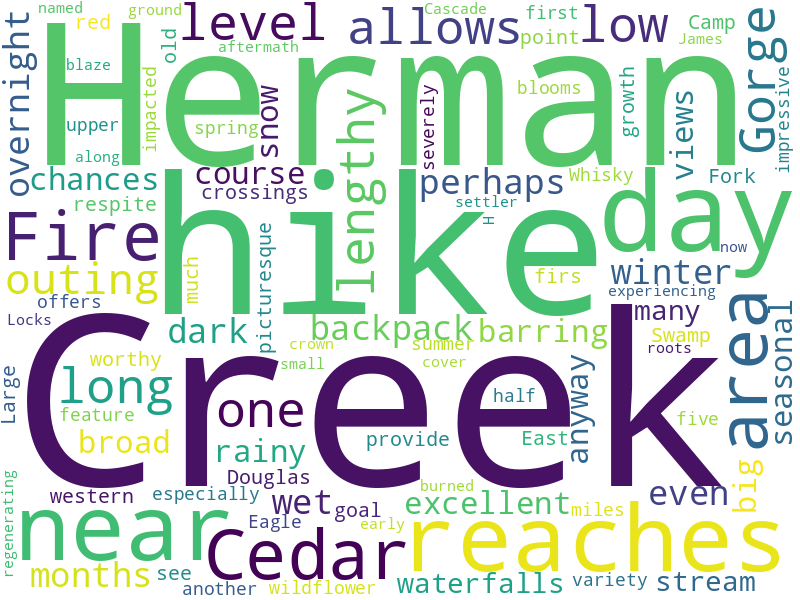 named
ground
Cascade
first
Camp
red
level
allows
low
point
James
Gorge
old
aftermath
overnight
Herman
blaze
impacted
snow
lengthy
severely
blooms
growth
views
impressive
upper
spring
along
chances
course
perhaps
Whisky
Fork
respite
crossings
hike
settler
H
day
Fire
picturesque
now
outing
much
firs
winter
experiencing
offers
many
seasonal
Locks
dark
backpack
barring
Swamp
area
crown
summer
roots
worthy
small
cover
Creek
Large
long
one
half
anyway
feature
five
broad
rainy
provide
East
big
Douglas
western
especially
wet
goal
burned
excellent
miles
even
regenerating
near
Eagle
early
Cedar
reaches
months
see
another
wildflower
waterfalls
variety
stream